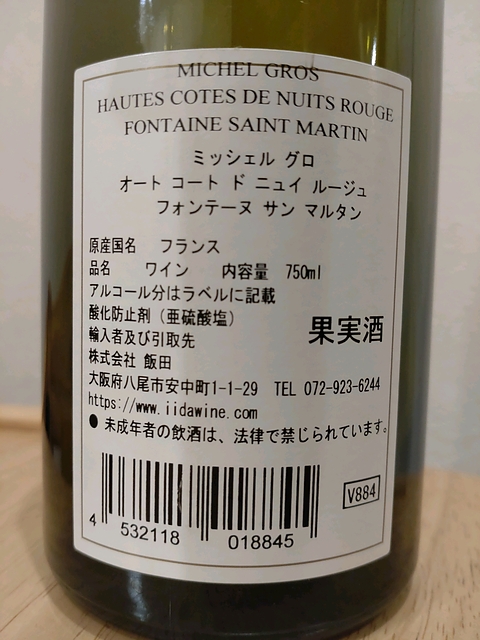 MICHEL GROS
HAUTES COTES DE NUITS ROUGE
FONTAINE SAINT MARTIN
ミッシェル グロ
オート コート ド ニュイ ルージュ
フォンテーヌ サン マルタン
原産国名 フランス
品名 ワイン 内容量 750ml
アルコール分はラベルに記載
酸化防止剤(亜硫酸塩)
輸入者及び引取先
果実酒
株式会社 飯田
大阪府八尾市安中町1-1-29 TEL 072-923-6244
https://www.iidawine.com
● 未成年者の飲酒は、法律で禁じられています。
V884
4 532118 018845